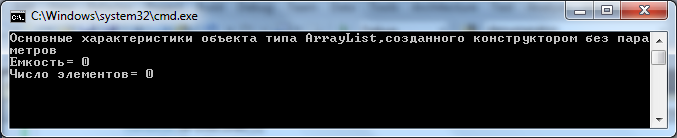 C:\Windows\system32\cmd.exe
Основные характеристики объекта типа ArrayList,созданного конструктором без пара
метров
Емкость= 0
Число элементов= 0